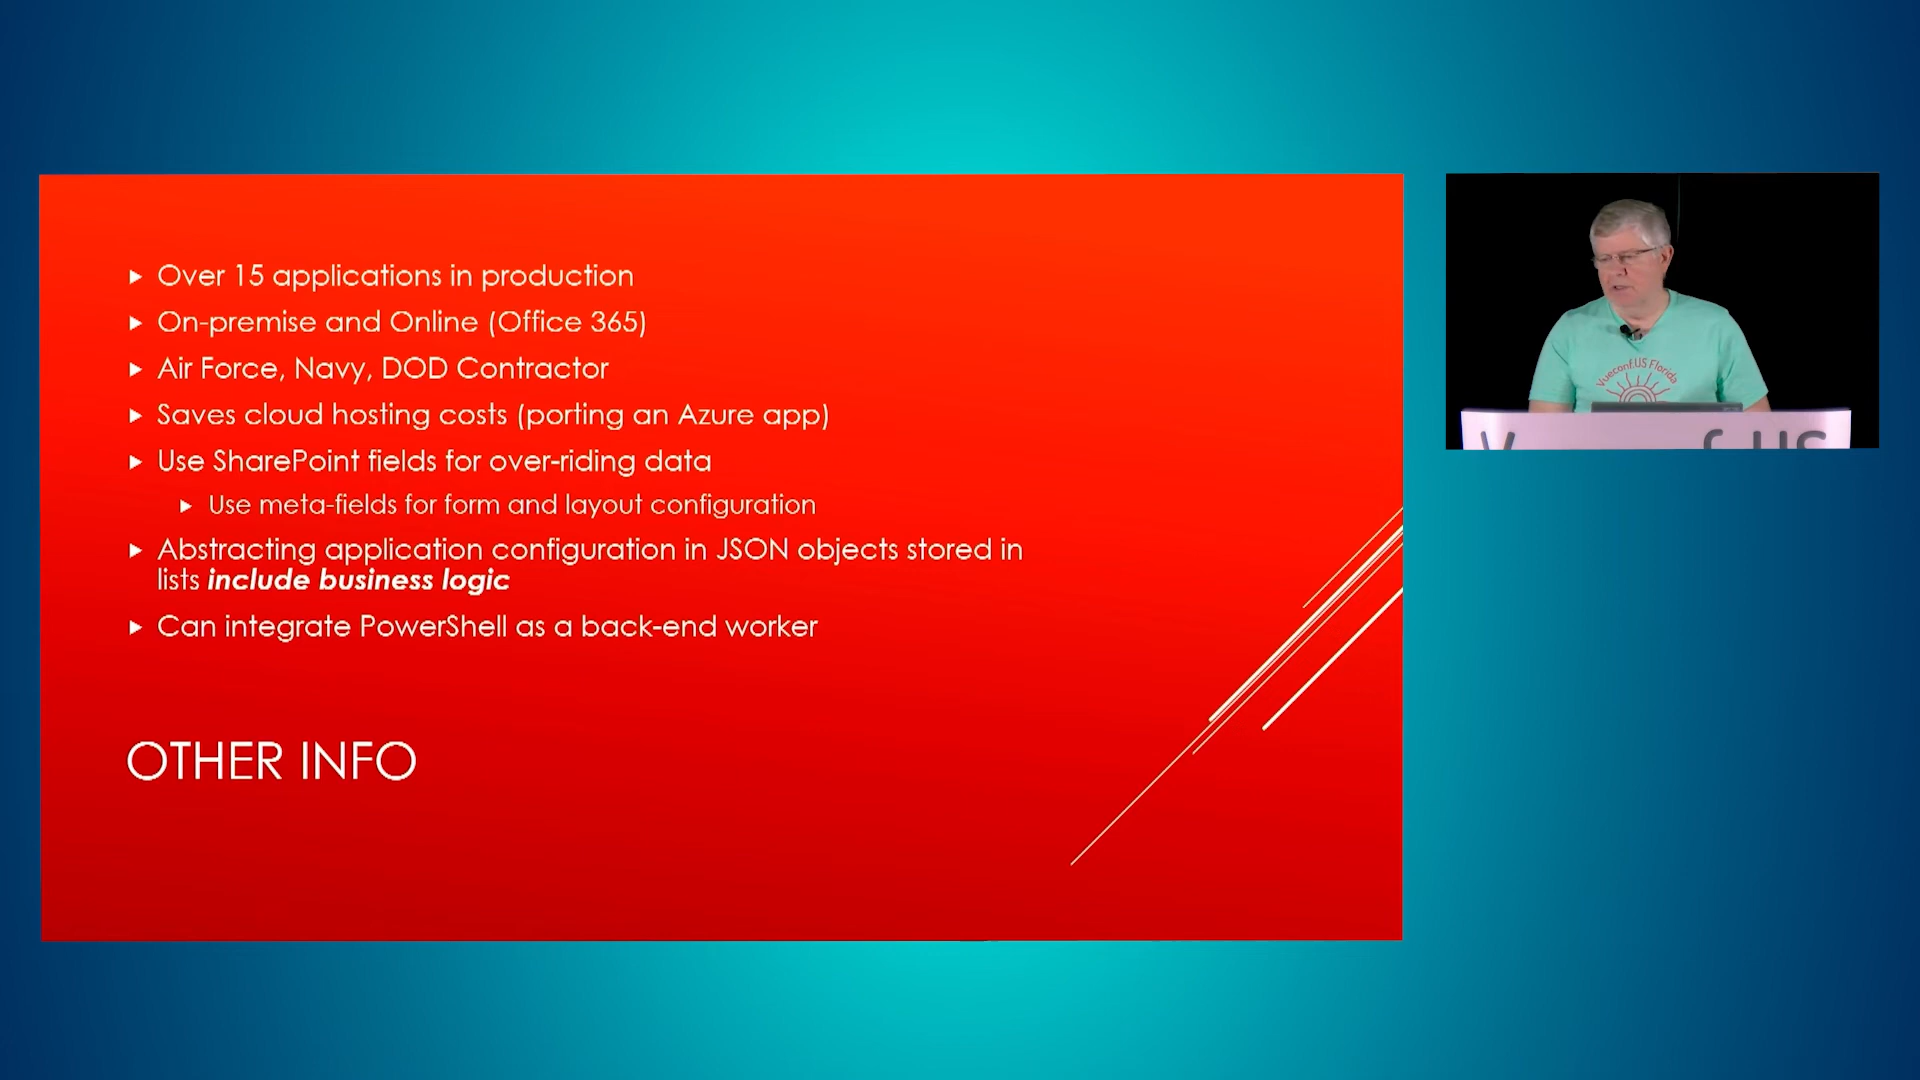 Over 15 applications in production
On-premise and Online (Office 365)
Air Force, Navy, DOD Contractor
Saves cloud hosting costs (porting an Azure app)
Use SharePoint fields for over-riding data
Use meta-fields for form and layout configuration
Abstracting application configuration in JSON objects stored in
lists include business logic
Can integrate PowerShell as a back-end worker
OTHER INFO
Vueconf.US Florida